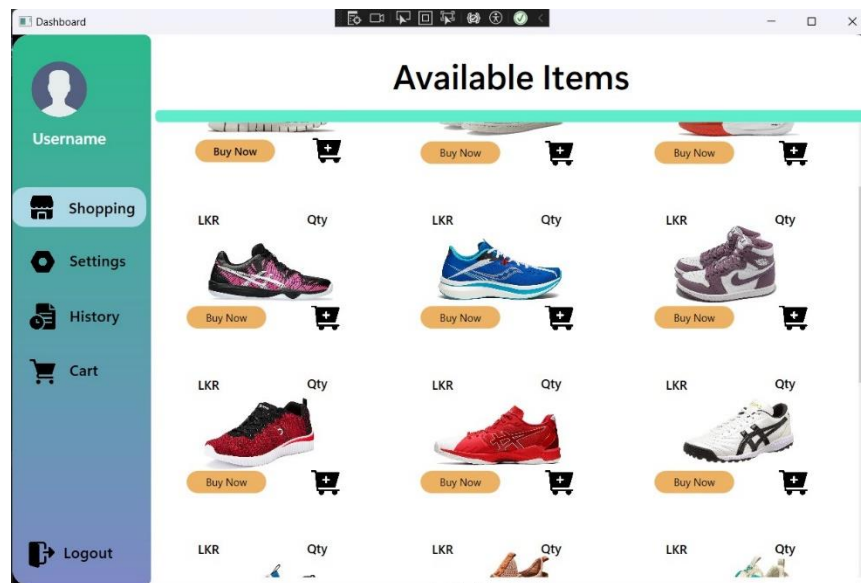 Dashboard
Available Items
Username
Buy Now
Buy Now
Buy Now
Shopping
Settings
History
Cart
Logout
LKR Qty
LKR Qty
LKR Qty
Buy Now
Buy Now
Buy Now
LKR Qty
LKR Qty
LKR Qty
Buy Now
Buy Now
Buy Now
LKR Qty
LKR Qty
LKR Qty